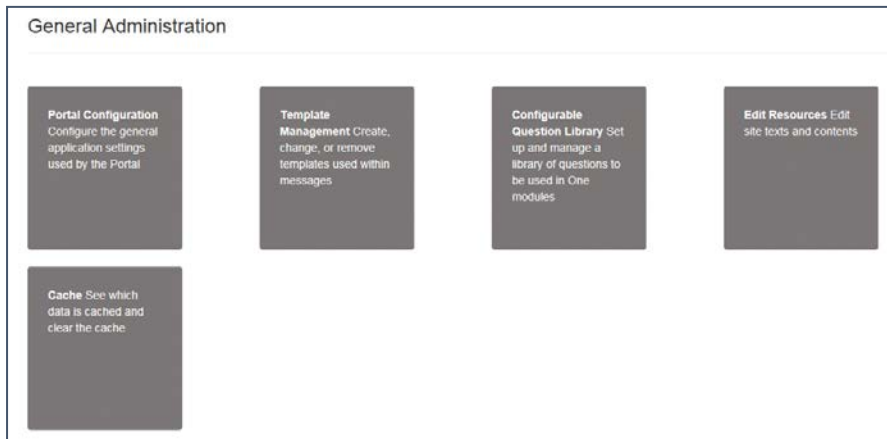 General Administration
Portal Configuration
Configure the general
application settings
used by the Portal
Template
Management Create,
change, or remove
templates used within
messages
Configurable
Question Library Set
up and manage a
library of questions to
be used in One
modules
Edit Resources Edit
site texts and contents
Cache See which
data is cached and
clear the cache